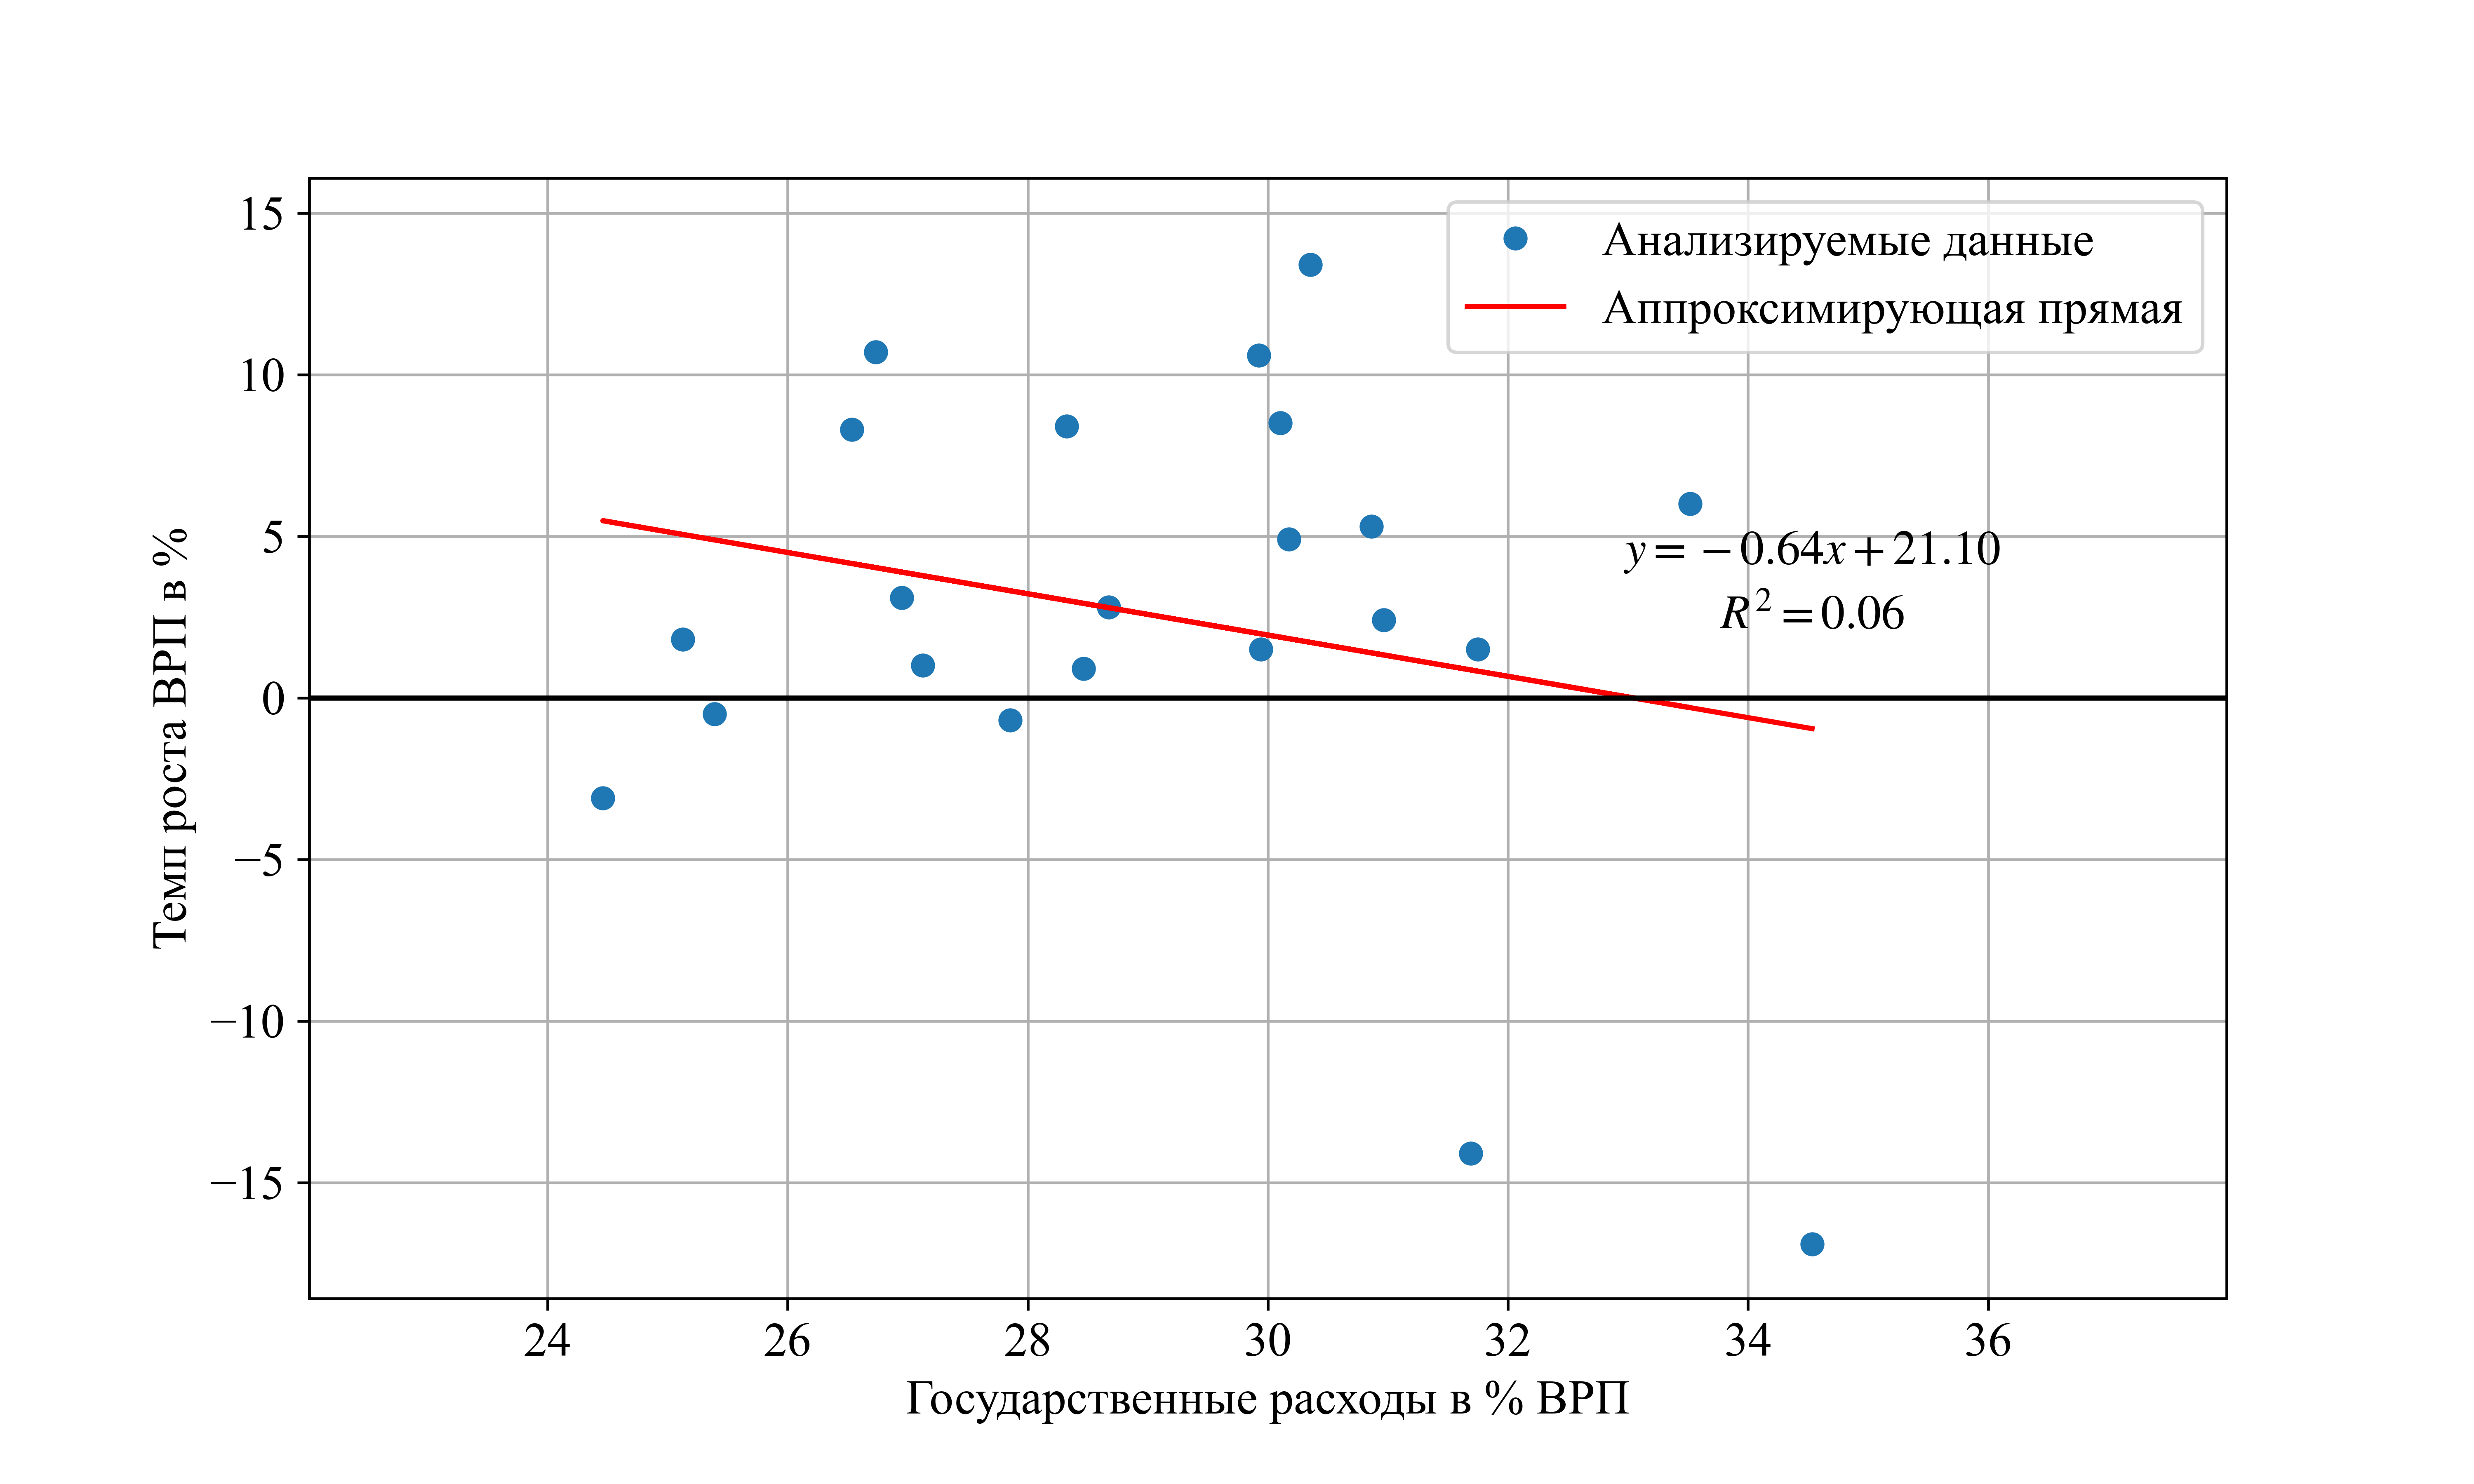 Анализируемые данные
Аппроксимирующая прямая
15
10
5
0
−5
−10
−15
Темп роста ВРП в %
y = −0.64x + 21.10
R² = 0.06
24 26 28 30 32 34 36
Государственные расходы в % ВРП